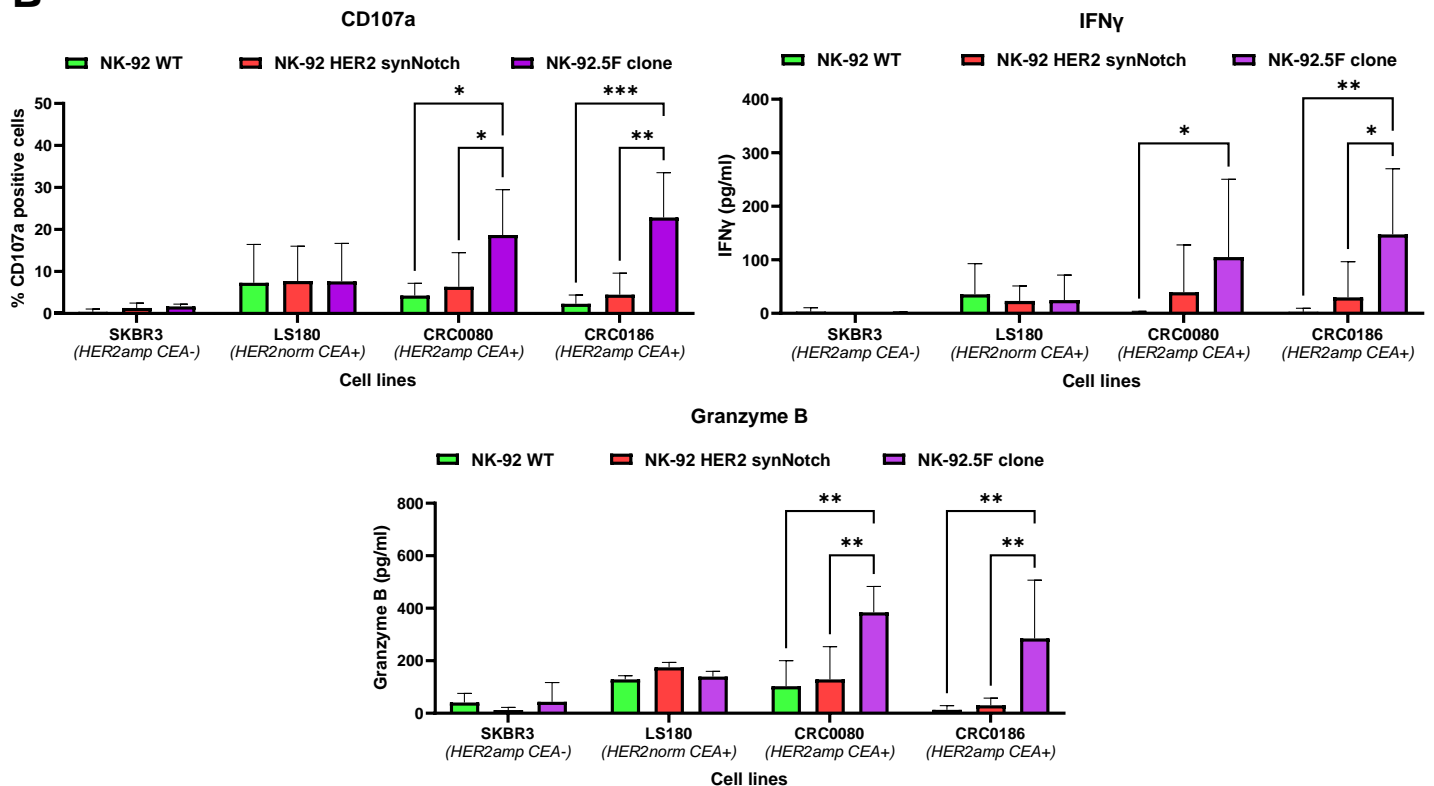 B
CD107a
NK-92 WT NK-92 HER2 synNotch NK-92.5F clone
% CD107a positive cells
50
40
30
20
10
0
* * *** **
SKBR3 LS180 CRC0080 CRC0186
(HER2amp CEA-) (HER2norm CEA+) (HER2amp CEA+) (HER2amp CEA+)
Cell lines
IFNγ
NK-92 WT NK-92 HER2 synNotch NK-92.5F clone
IFNγ (pg/ml)
400
300
200
100
0
* ** *
SKBR3 LS180 CRC0080 CRC0186
(HER2amp CEA-) (HER2norm CEA+) (HER2amp CEA+) (HER2amp CEA+)
Cell lines
Granzyme B
NK-92 WT NK-92 HER2 synNotch NK-92.5F clone
Granzyme B (pg/ml)
800
600
400
200
0
** ** ** **
SKBR3 LS180 CRC0080 CRC0186
(HER2amp CEA-) (HER2norm CEA+) (HER2amp CEA+) (HER2amp CEA+)
Cell lines